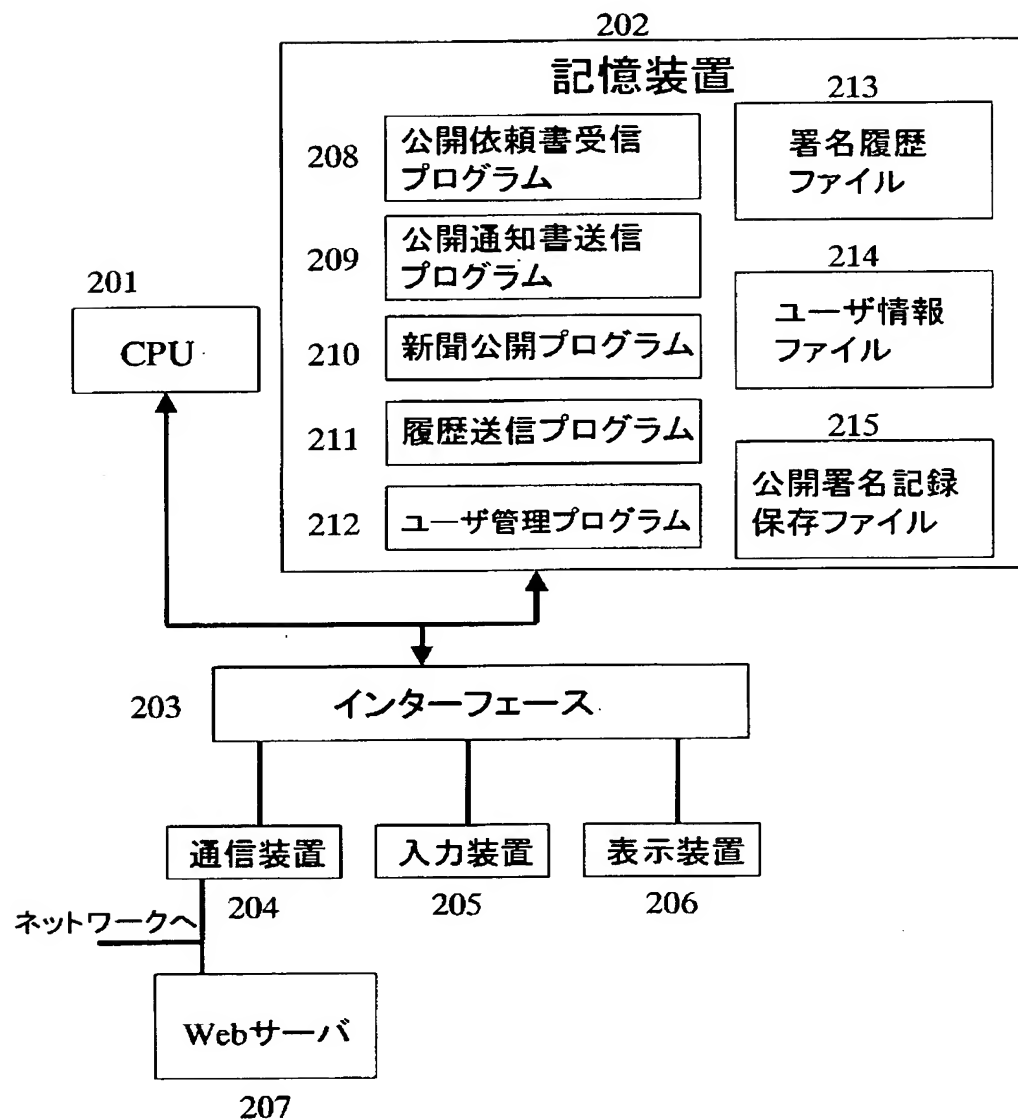 202
記憶装置
208
公開依頼書受信
プログラム
213
署名履歴
ファイル
209
公開通知書送信
プログラム
201
CPU
214
ユーザ情報
ファイル
210
新聞公開プログラム
211
履歴送信プログラム
215
公開署名記録
保存ファイル
212
ユーザ管理プログラム
203
インターフェース
通信装置
入力装置
表示装置
204
205
206
ネットワークへ
Webサーバ
207